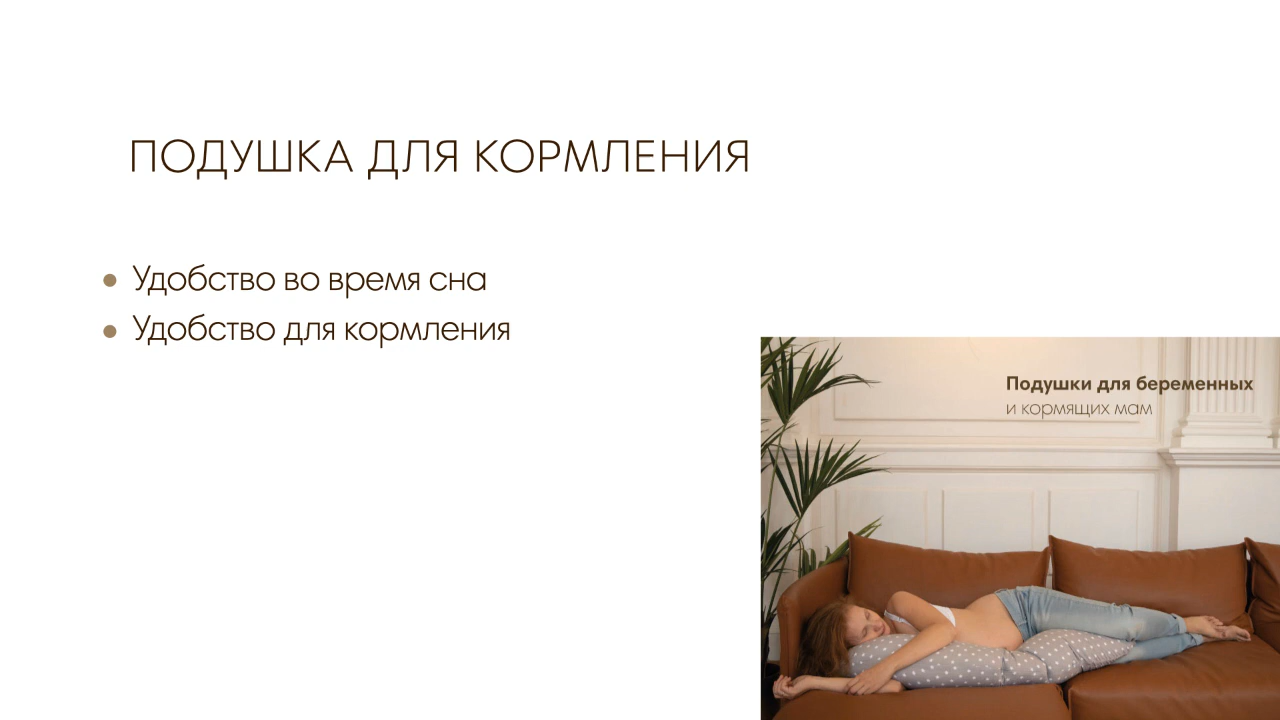 ПОДУШКА ДЛЯ КОРМЛЕНИЯ
Удобство во время сна
Удобство для кормления
Подушки для беременных
и кормящих мам